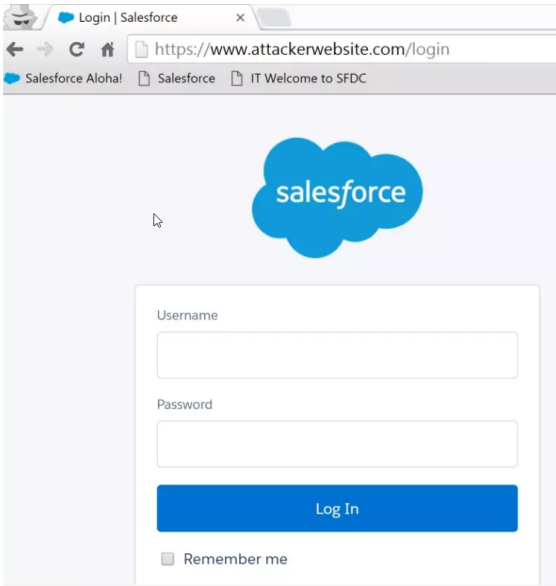 Login | Salesforce
https://www.attackerwebsite.com/login
Salesforce Aloha! Salesforce IT Welcome to SFDC
salesforce
Username
Password
Log In
Remember me